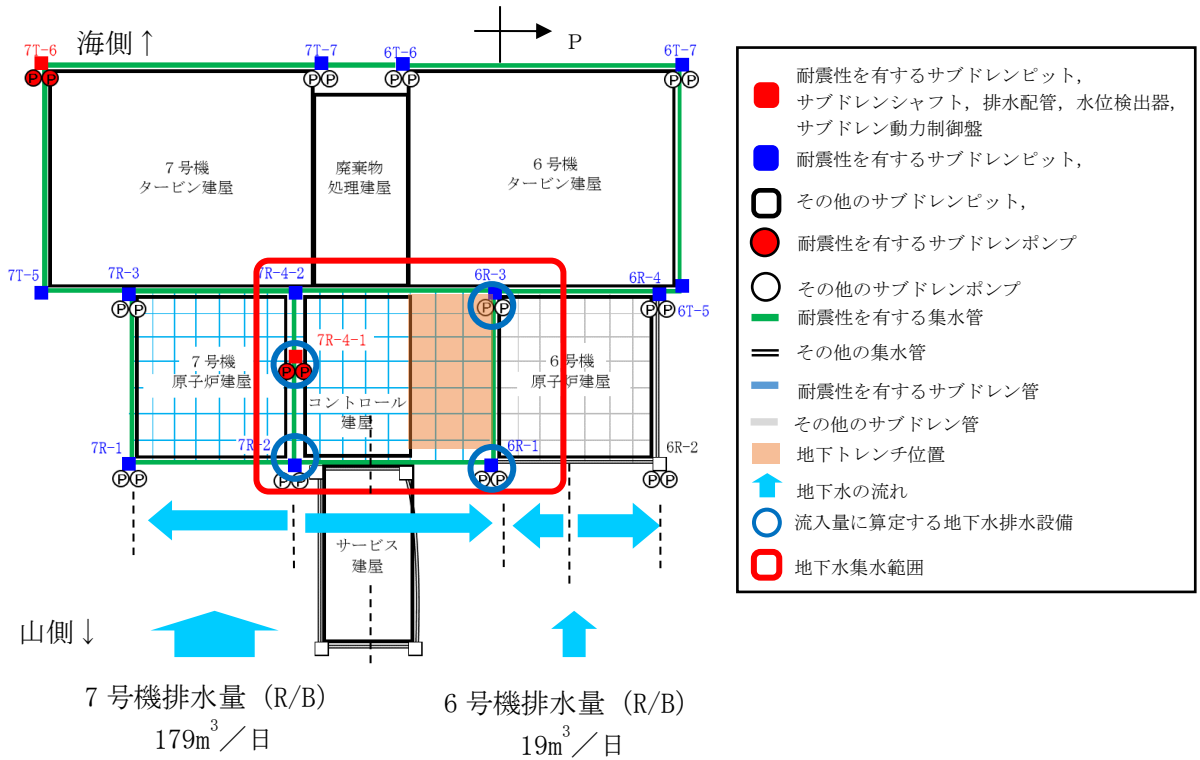 海側↑
P
7T-6
7T-7
6T-6
6T-7
P P
P P
P P
P P
7号機
タービン建屋
廃棄物
処理建屋
6号機
タービン建屋
7T-5
7R-3
7R-4-2
6R-3
6R-4
6T-5
P P
P P
P P
7R-4-1
P P
7号機
原子炉建屋
コントロール
建屋
6号機
原子炉建屋
7R-1
7R-2
6R-1
6R-2
P P
P P
P P
P P
サービス
建屋
山側↓
7号機排水量（R/B）
179m³／日
6号機排水量（R/B）
19m³／日
耐震性を有するサブドレンピット，
サブドレンシャフト，排水配管，水位検出器，
サブドレン動力制御盤
耐震性を有するサブドレンピット，
その他のサブドレンピット，
耐震性を有するサブドレンポンプ
その他のサブドレンポンプ
耐震性を有する集水管
その他の集水管
耐震性を有するサブドレン管
その他のサブドレン管
地下トレンチ位置
地下水の流れ
流入量に算定する地下水排水設備
地下水集水範囲